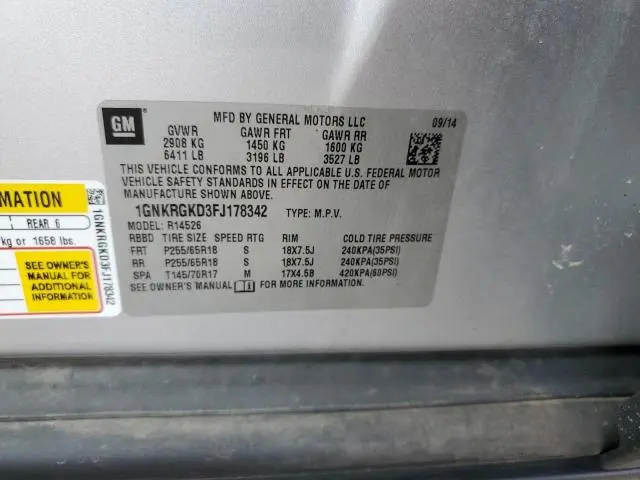 GM
MFD BY GENERAL MOTORS LLC 09/14
GVWR GAWR FRT GAWR RR
2908 KG 1450 KG 1600 KG
6411 LB 3196 LB 3527 LB
THIS VEHICLE CONFORMS TO ALL APPLICABLE U.S. FEDERAL MOTOR
VEHICLE SAFETY STANDARDS IN EFFECT ON THE DATE OF
MANUFACTURE SHOWN ABOVE.
1GNKRGKD3FJ178342 TYPE: M.P.V.
MODEL: R14526
RBBD TIRE SIZE SPEED RTG RIM COLD TIRE PRESSURE
FRT P255/65R18 S 18X7.5J 240KPA(35PSI)
RR P255/65R18 S 18X7.5J 240KPA(35PSI)
SPA T145/70R17 M 17X4.5B 420KPA(60PSI)
SEE OWNER'S MANUAL FOR MORE INFORMATION.
MATION
REAR 6
kg or 1658 lbs.
SEE OWNER'S
MANUAL FOR
ADDITIONAL
INFORMATION
1GNKRGKD3FJ178342